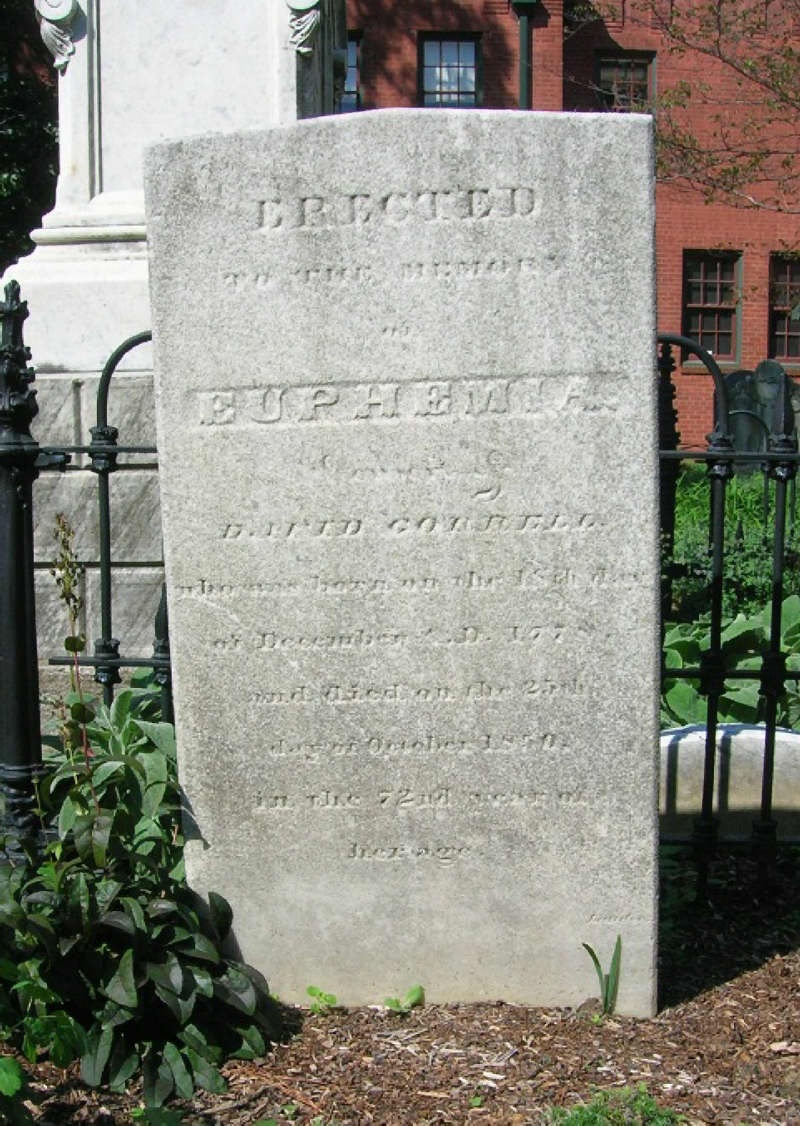 ERECTED
TO THE MEMORY
OF
EUPHEMIA.
DAVID GORRELL.
who was born on the 18th day
of December A.D. 177
and died on the 25th
day of October 1850.
in the 72nd year of
her age.